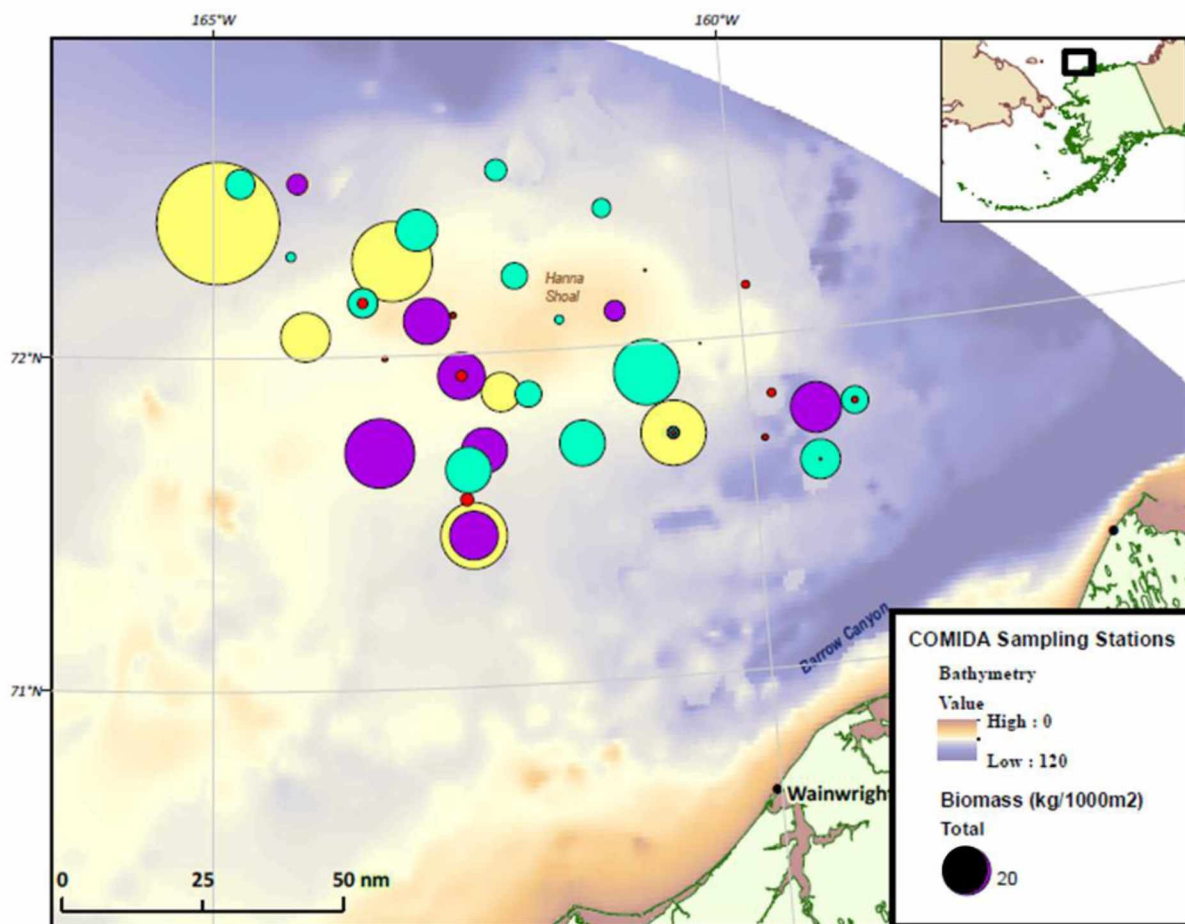 165°W
160°W
Hanna
Shoal
72°N
71°N
Barrow Canyon
Wainwright
0 25 50 nm
COMIDA Sampling Stations
Bathymetry
Value
High : 0
Low : 120
Biomass (kg/1000m2)
Total
20